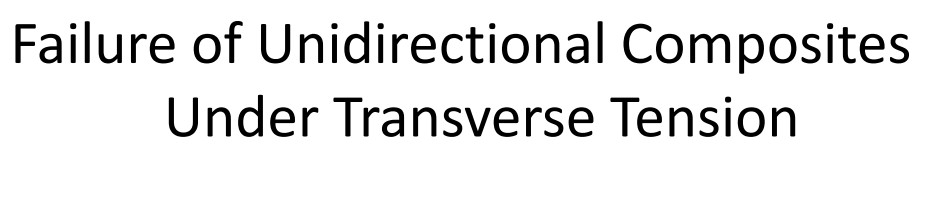 Failure of Unidirectional Composites
Under Transverse Tension